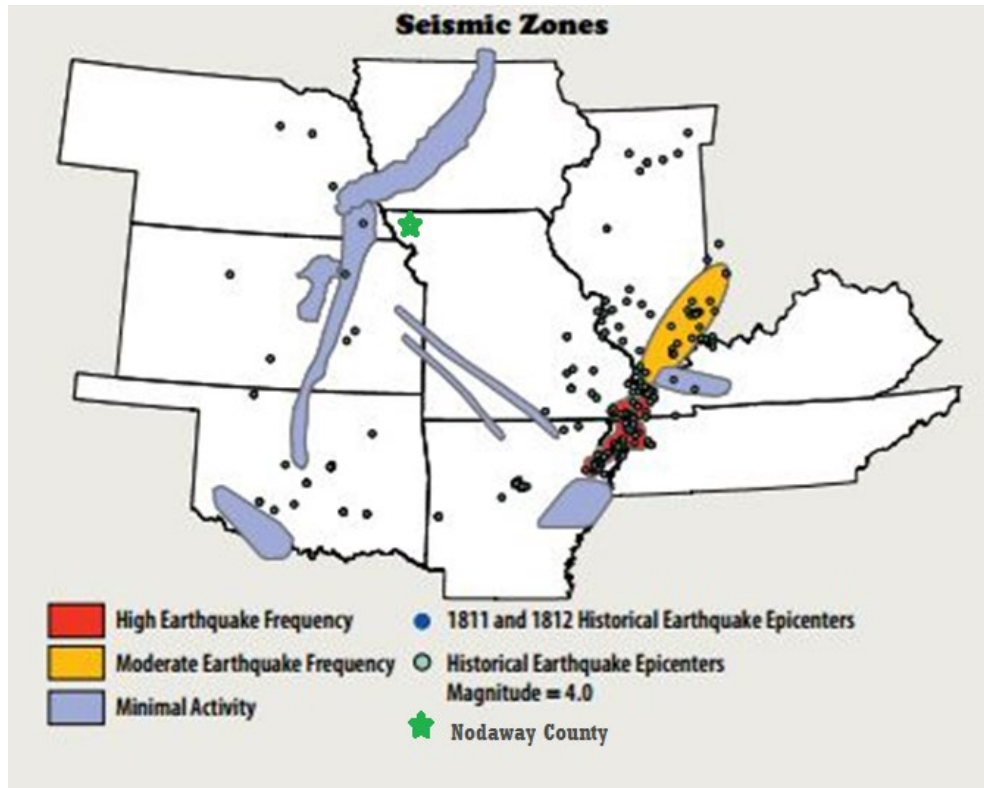 Seismic Zones
High Earthquake Frequency
Moderate Earthquake Frequency
Minimal Activity
1811 and 1812 Historical Earthquake Epicenters
Historical Earthquake Epicenters
Magnitude = 4.0
Nodaway County